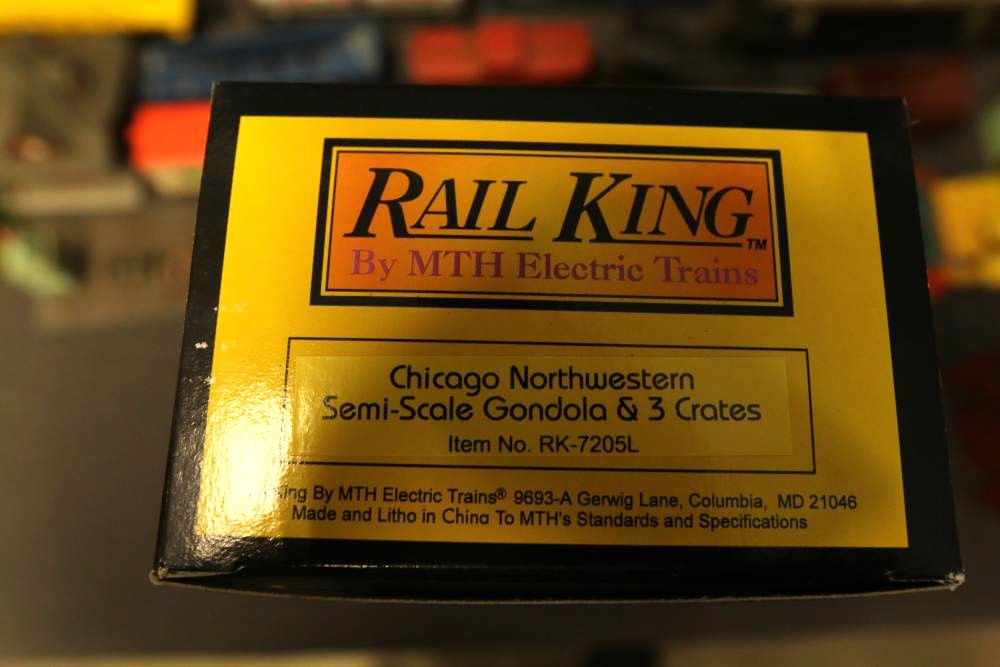 RAIL KING™
By MTH Electric Trains
Chicago Northwestern
Semi-Scale Gondola & 3 Crates
Item No. RK-7205L
King By MTH Electric Trains® 9693-A Gerwig Lane, Columbia, MD 21046
Made and Litho in China To MTH's Standards and Specifications